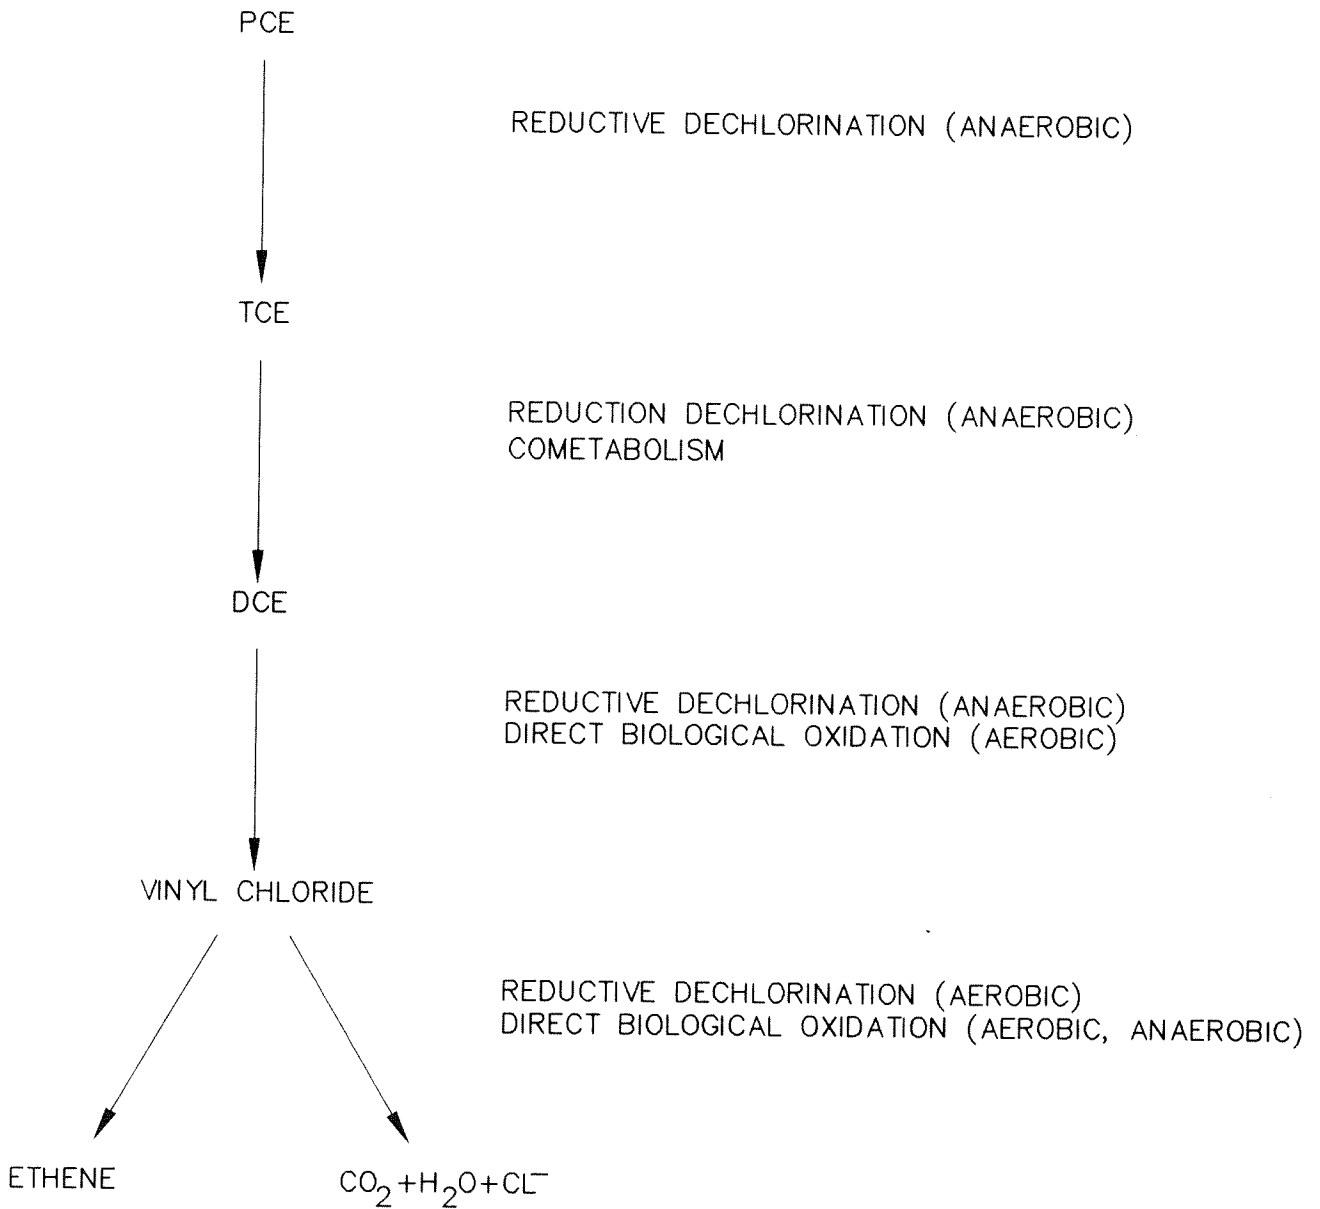 PCE
REDUCTIVE DECHLORINATION (ANAEROBIC)
TCE
REDUCTION DECHLORINATION (ANAEROBIC)
COMETABOLISM
DCE
REDUCTIVE DECHLORINATION (ANAEROBIC)
DIRECT BIOLOGICAL OXIDATION (AEROBIC)
VINYL CHLORIDE
REDUCTIVE DECHLORINATION (AEROBIC)
DIRECT BIOLOGICAL OXIDATION (AEROBIC, ANAEROBIC)
ETHENE
CO₂+H₂O+CL⁻